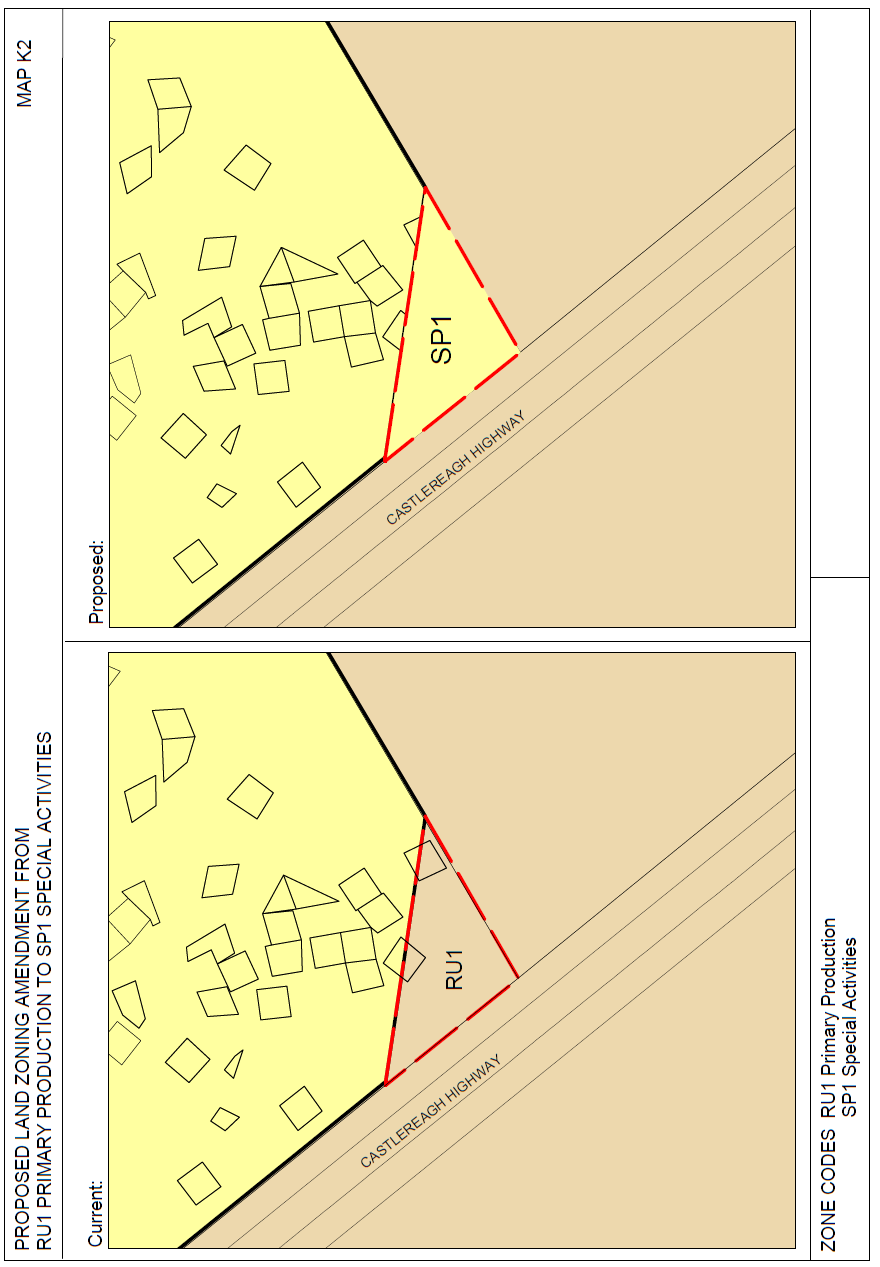 PROPOSED LAND ZONING AMENDMENT FROM
RU1 PRIMARY PRODUCTION TO SP1 SPECIAL ACTIVITIES
MAP K2
Current:
RU1
CASTLEREAGH HIGHWAY
Proposed:
SP1
CASTLEREAGH HIGHWAY
ZONE CODES RU1 Primary Production
SP1 Special Activities